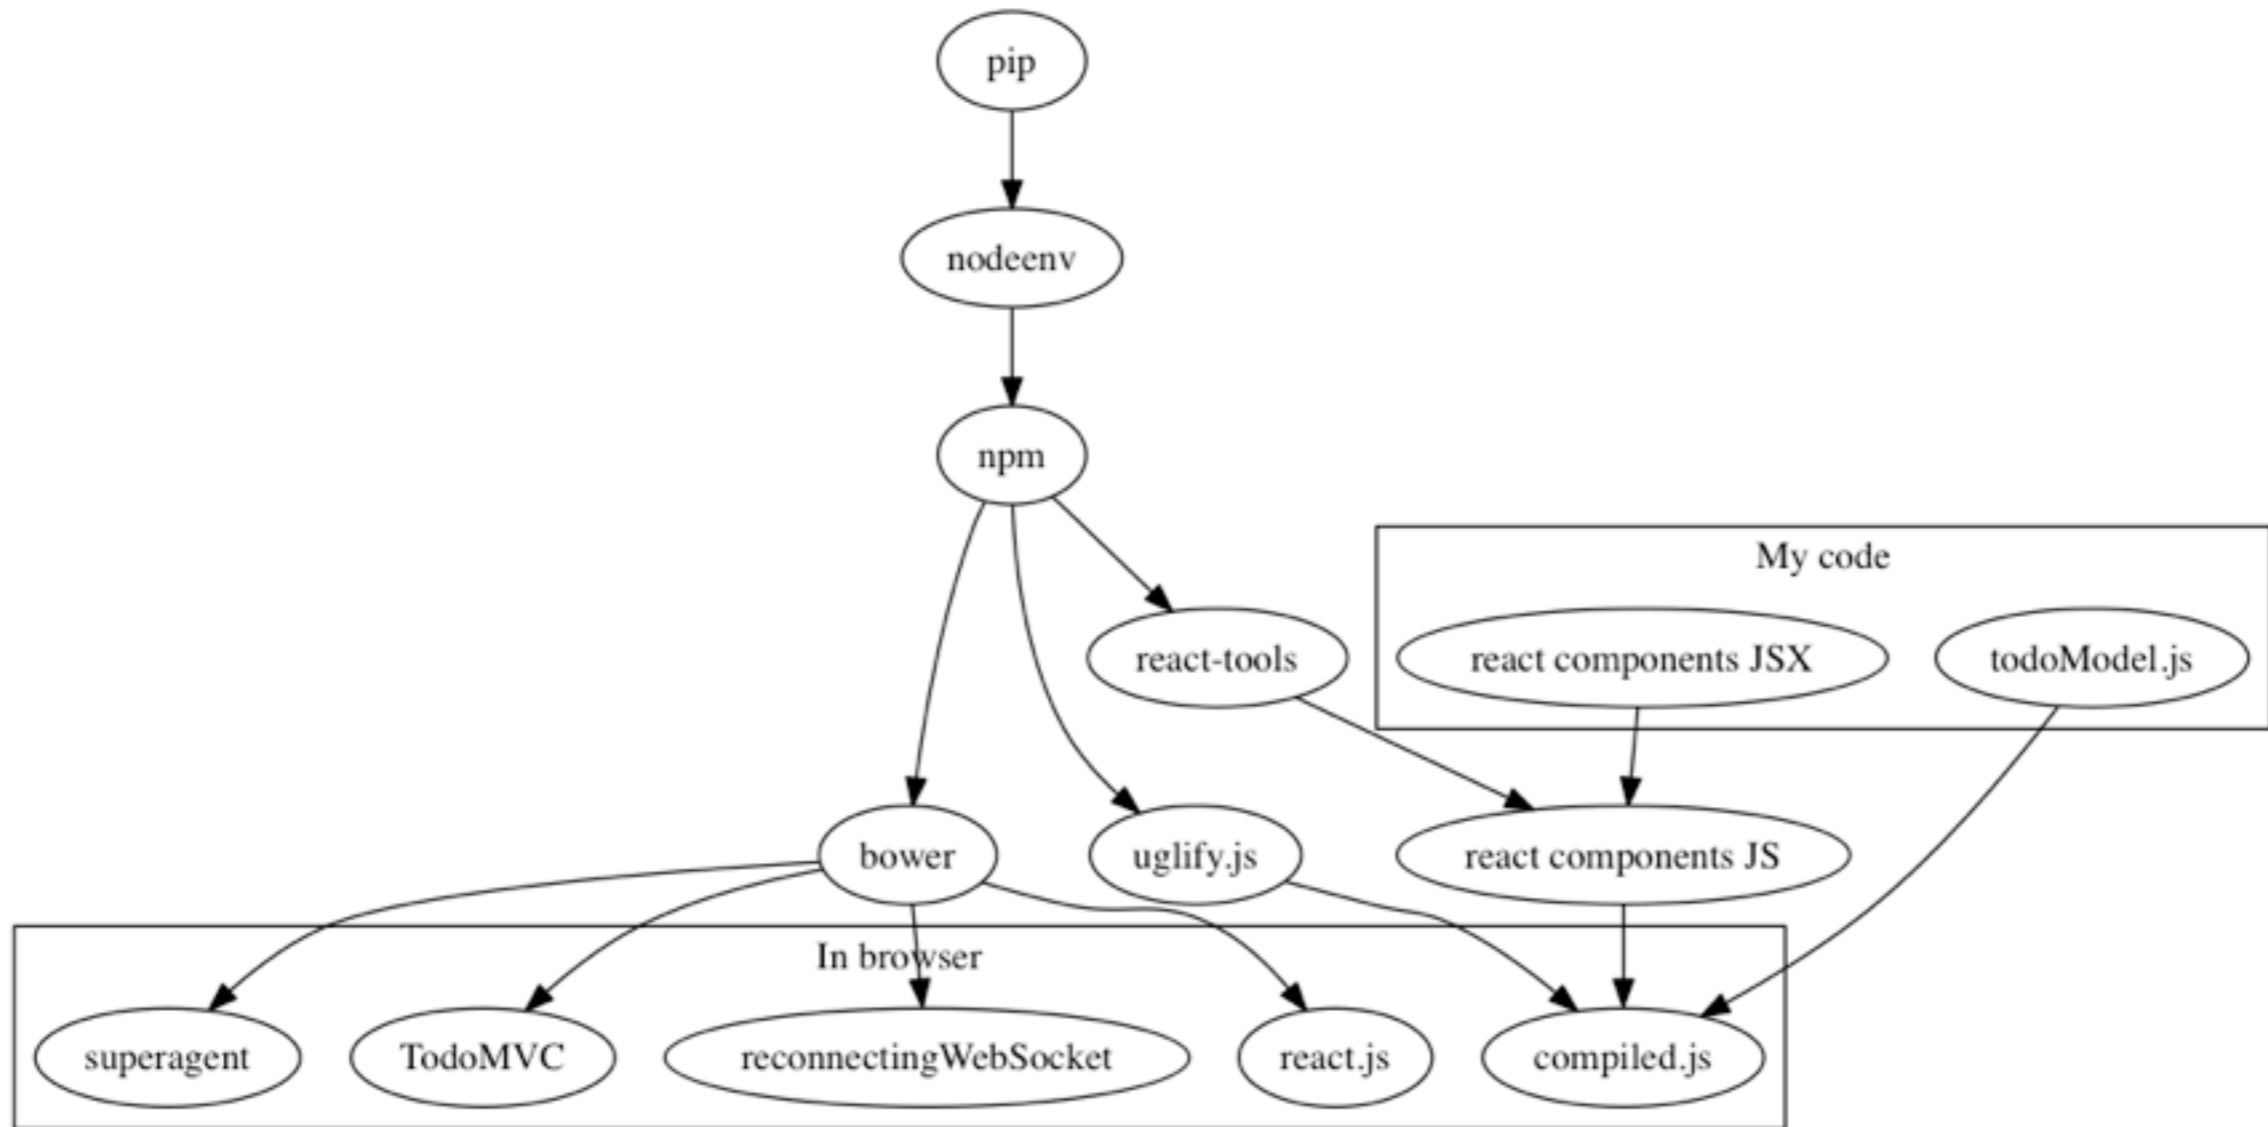 pip
nodeenv
npm
My code
react-tools
react components JSX
todoModel.js
bower
uglify.js
react components JS
In browser
superagent
TodoMVC
reconnectingWebSocket
react.js
compiled.js